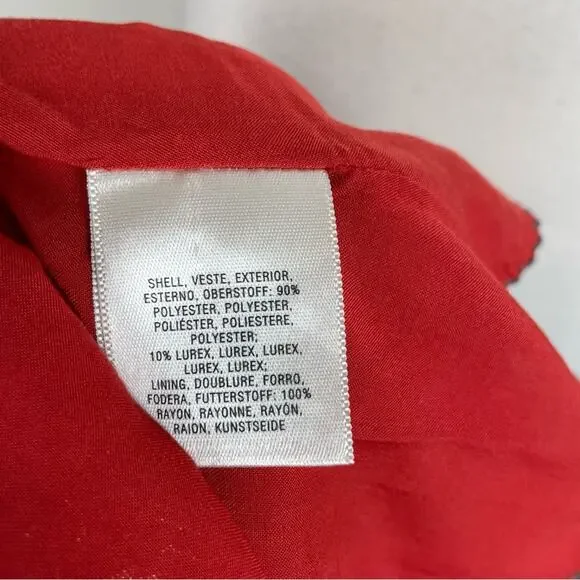 SHELL, VESTE, EXTERIOR,
ESTERNO, OBERSTOFF: 90%
POLYESTER, POLYESTER,
POLIÉSTER, POLIESTERE,
POLYESTER;
10% LUREX, LUREX, LUREX,
LUREX, LUREX;
LINING, DOUBLURE, FORRO,
FODERA, FUTTERSTOFF: 100%
RAYON, RAYONNE, RAYÓN,
RAION, KUNSTSEIDE